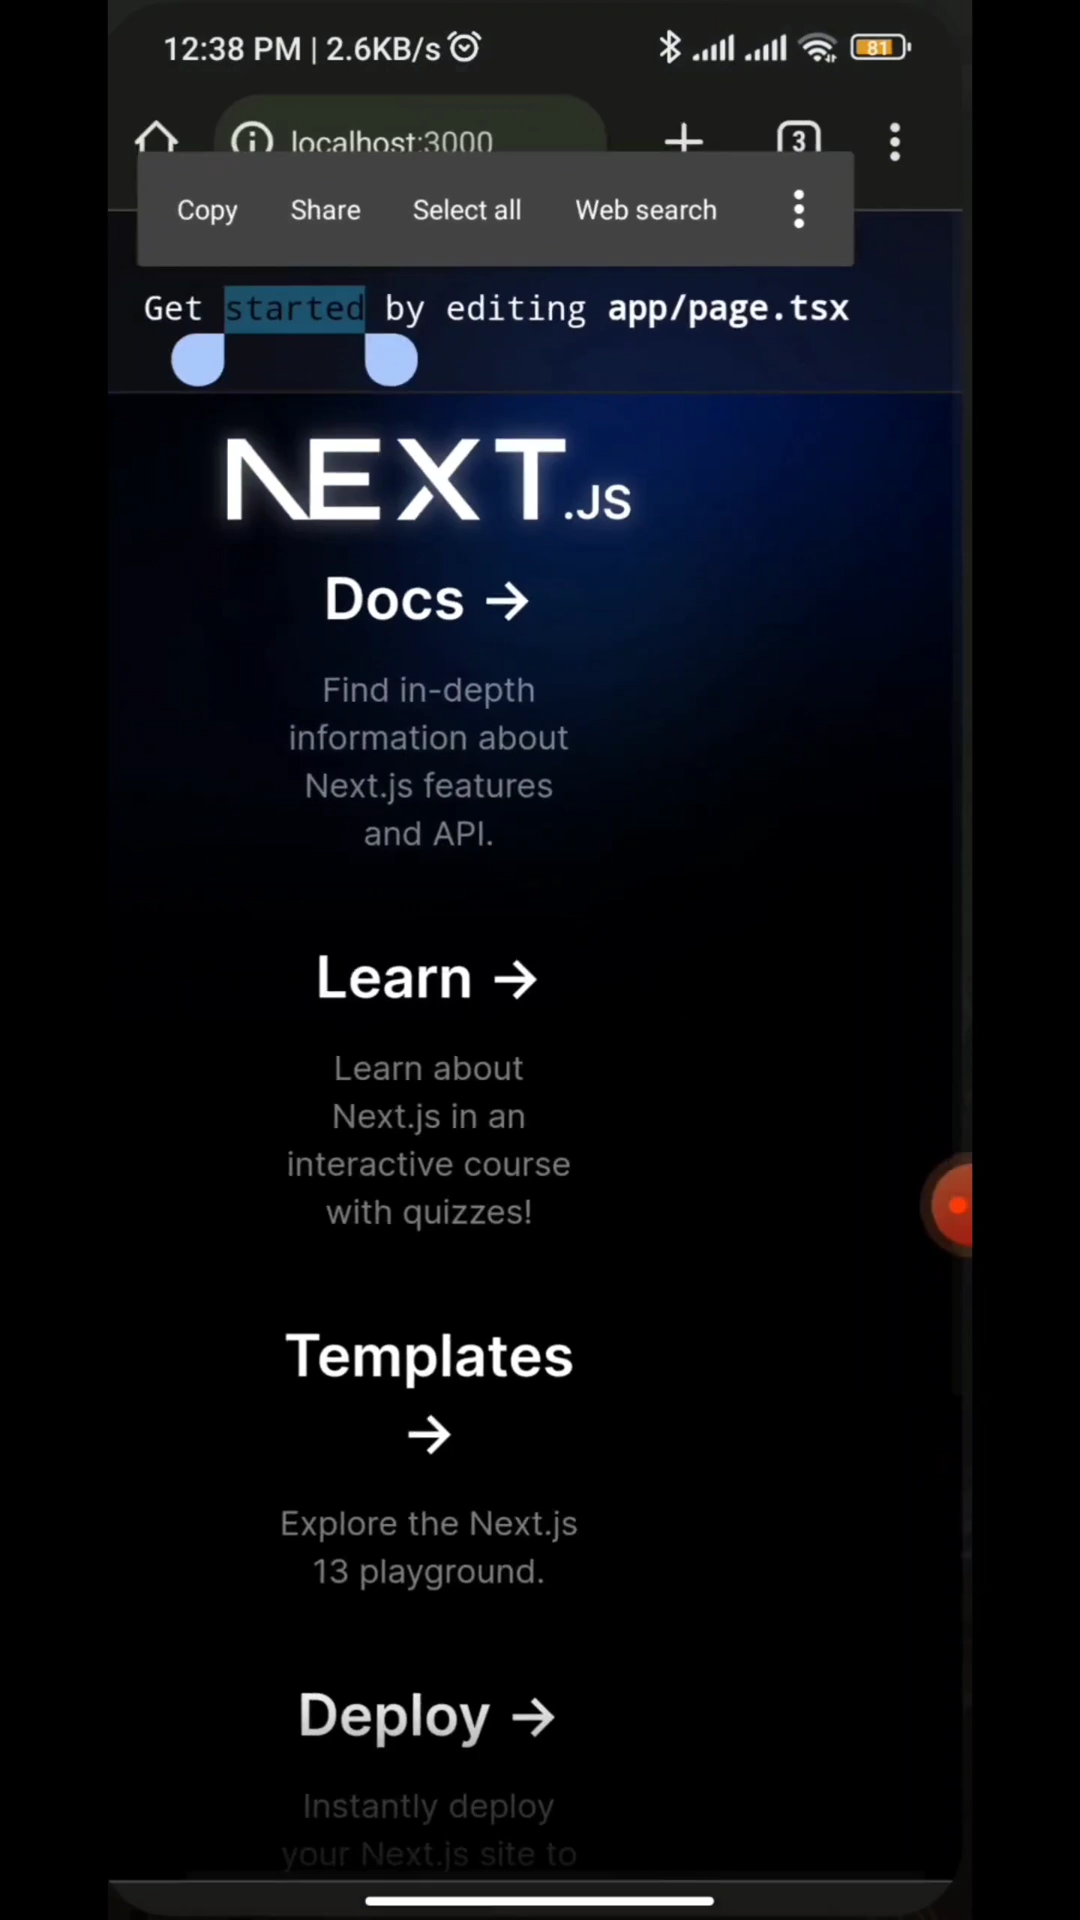 12:38 PM | 2.6KB/s
81
localhost:3000
3
Copy Share Select all Web search
Get started by editing app/page.tsx
NEXT.JS
Docs →
Find in-depth
information about
Next.js features
and API.
Learn →
Learn about
Next.js in an
interactive course
with quizzes!
Templates
→
Explore the Next.js
13 playground.
Deploy →
Instantly deploy
your Next.js site to